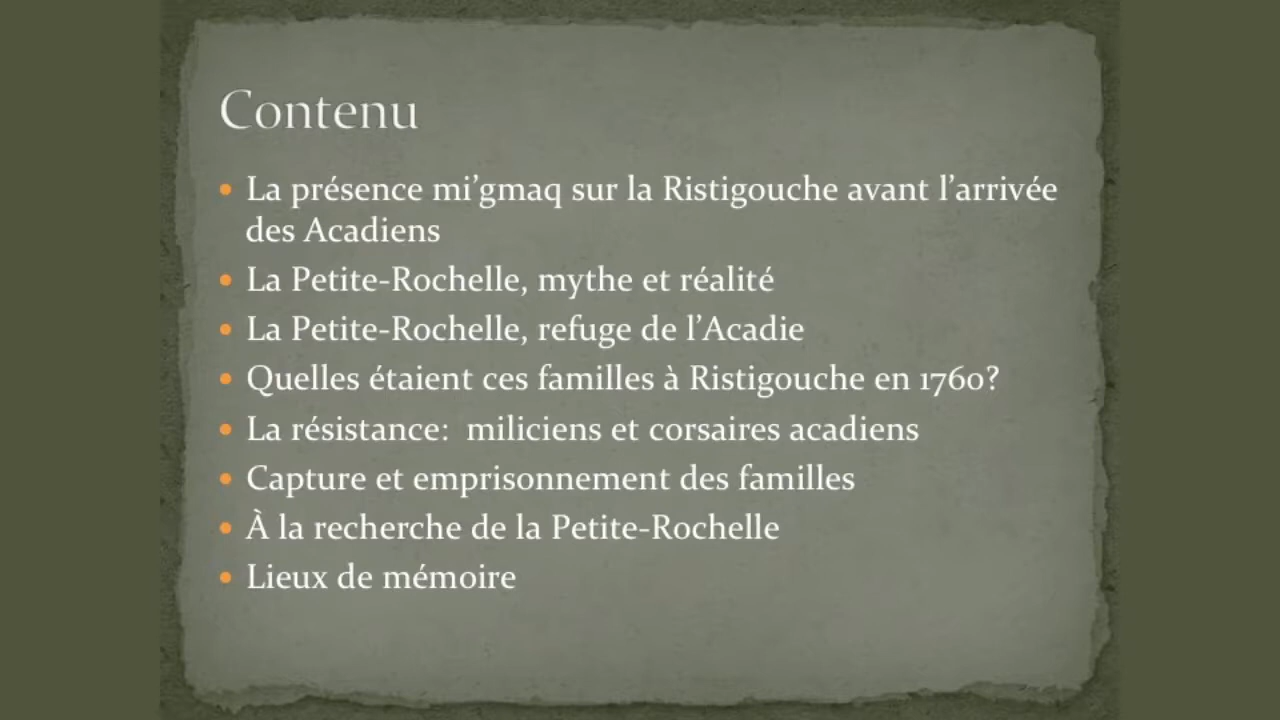 Contenu
• La présence mi’gmaq sur la Ristigouche avant l’arrivée
des Acadiens
• La Petite-Rochelle, mythe et réalité
• La Petite-Rochelle, refuge de l’Acadie
• Quelles étaient ces familles à Ristigouche en 1760?
• La résistance:  miliciens et corsaires acadiens
• Capture et emprisonnement des familles
• À la recherche de la Petite-Rochelle
• Lieux de mémoire